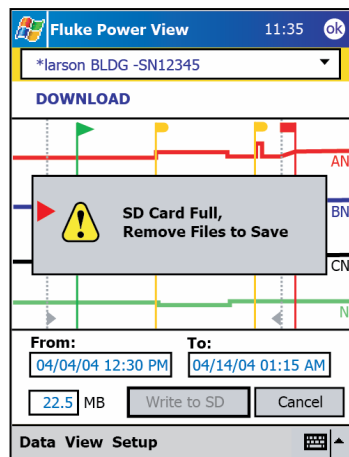 Fluke Power View 11:35 ok
*larson BLDG -SN12345
DOWNLOAD
AN
SD Card Full,
Remove Files to Save
BN
CN
N
From: To:
04/04/04 12:30 PM 04/14/04 01:15 AM
22.5 MB Write to SD Cancel
Data View Setup